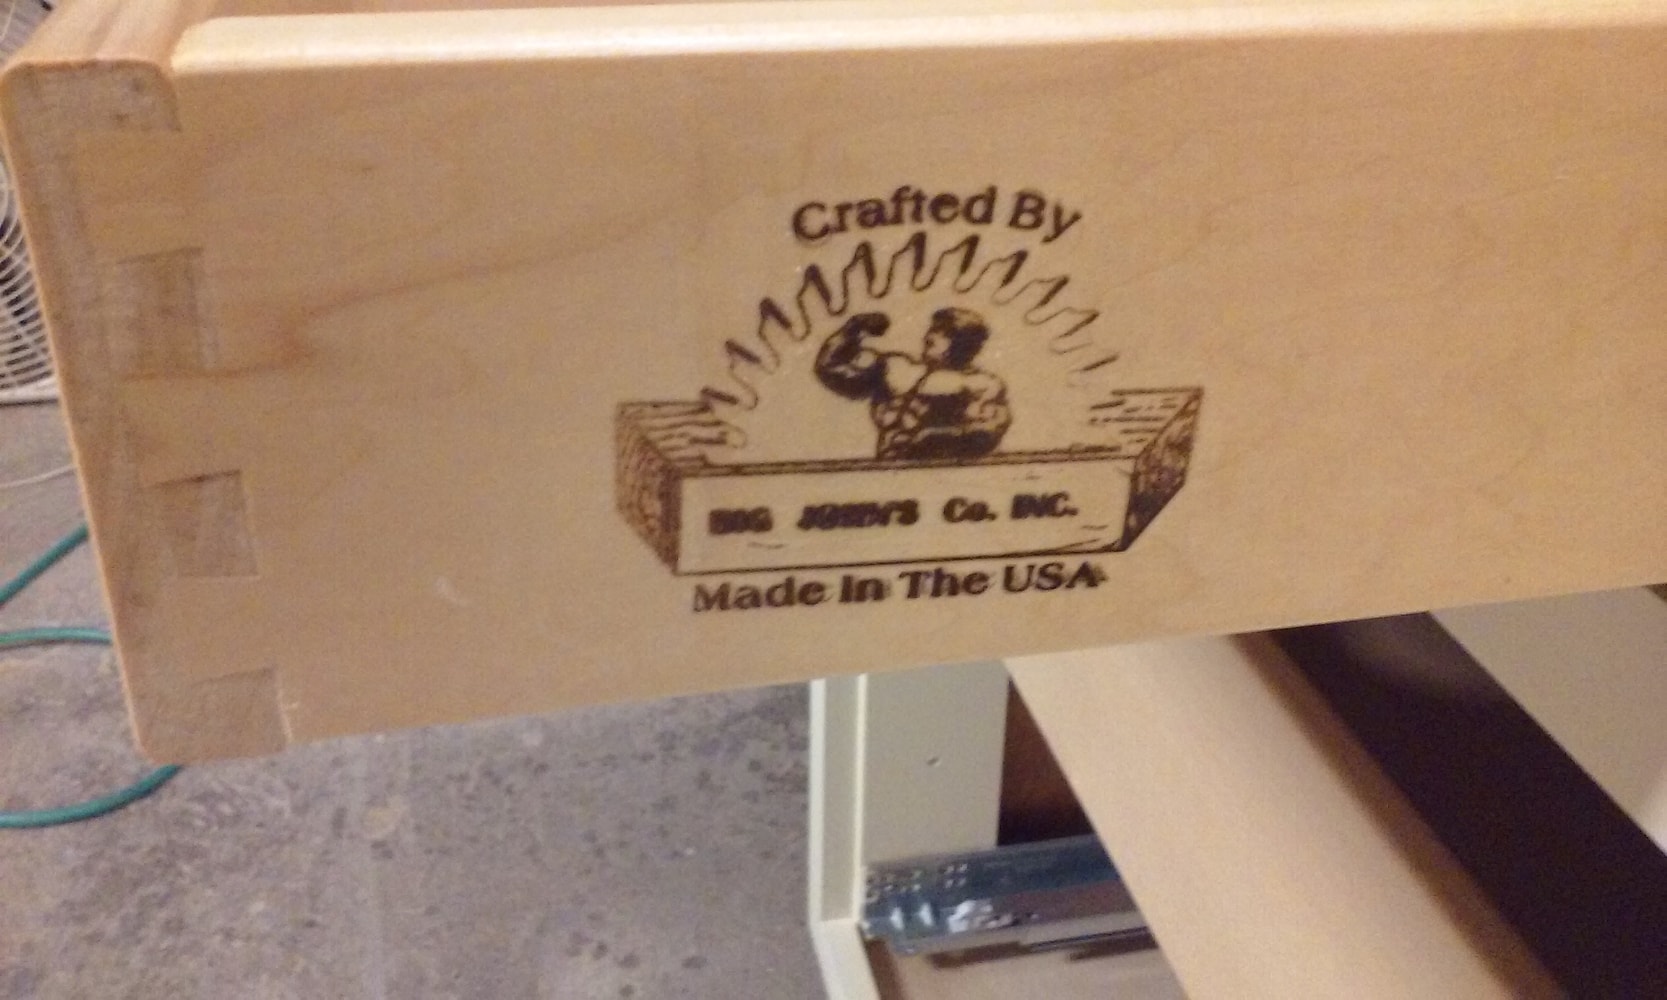 Crafted By
BIG JOHN'S Co. INC.
Made In The USA